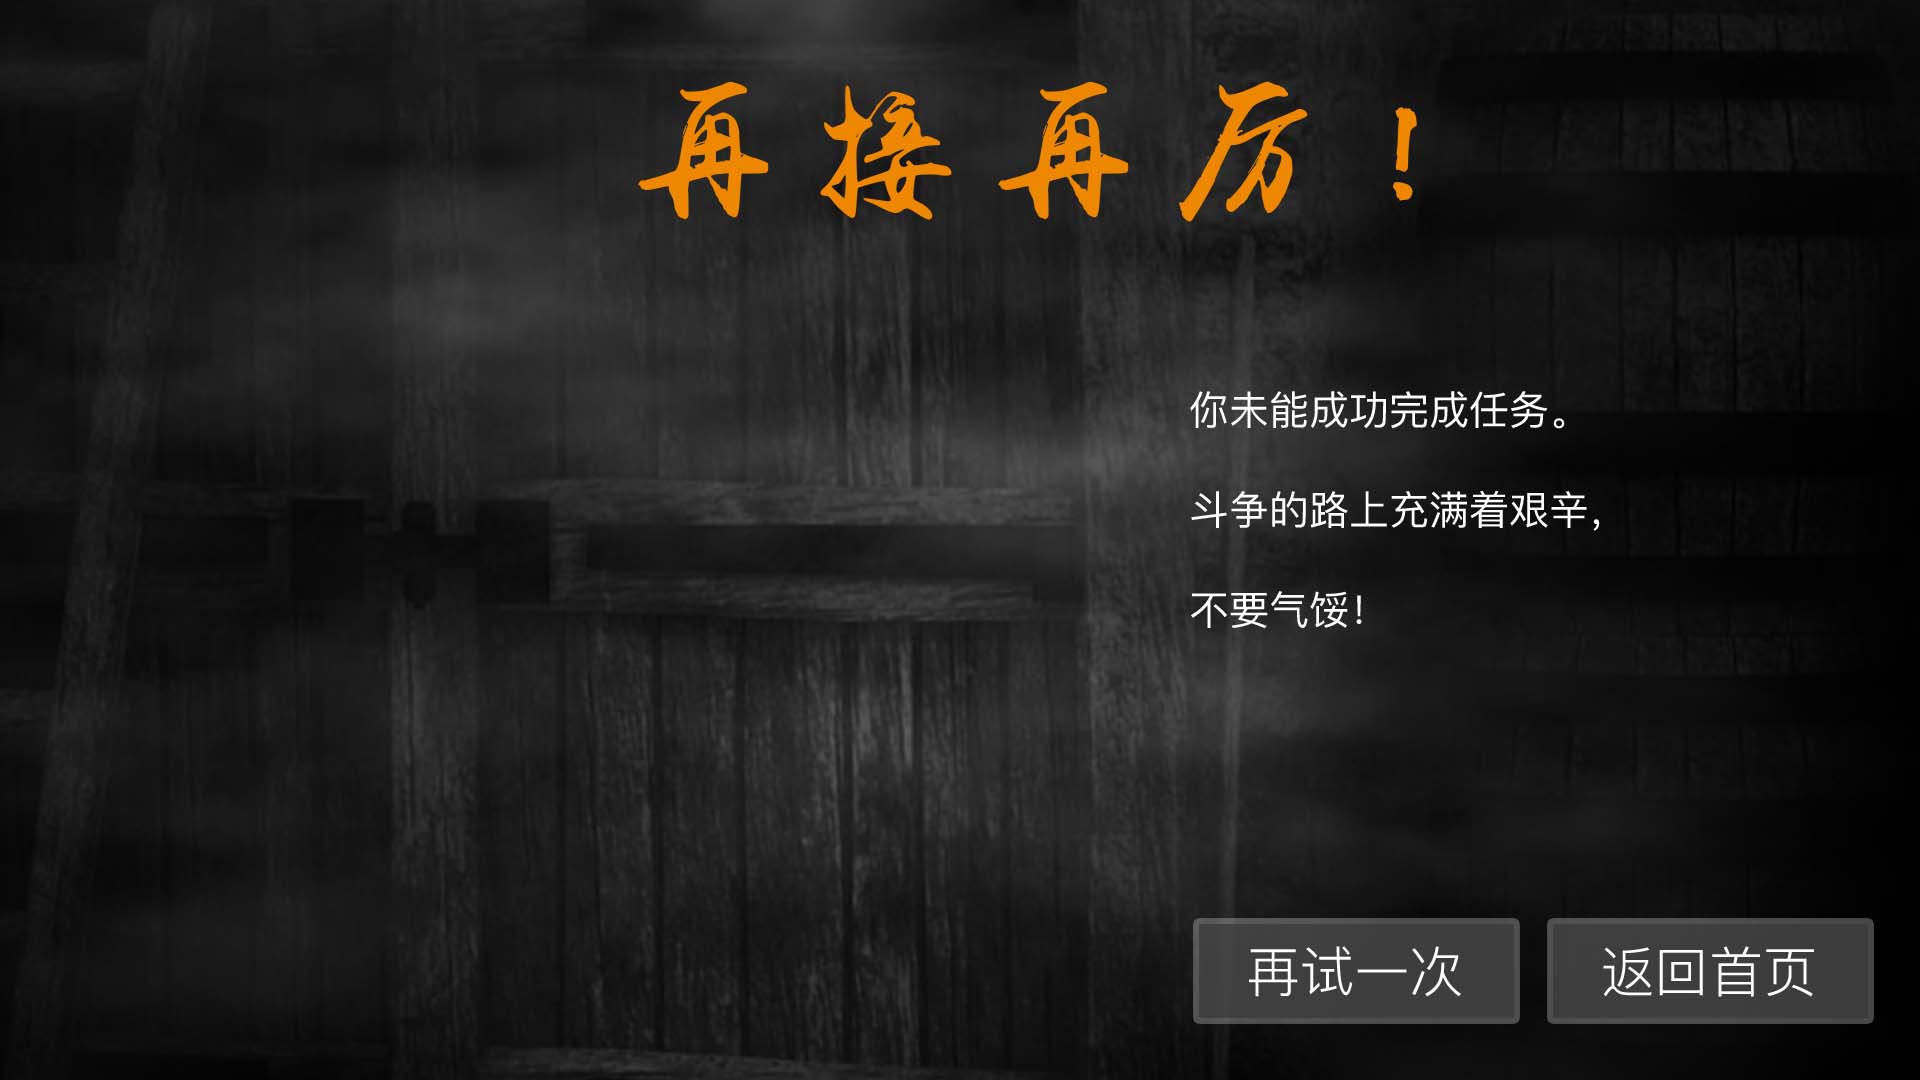 再接再厉！
你未能成功完成任务。
斗争的路上充满着艰辛，
不要气馁！
再试一次
返回首页